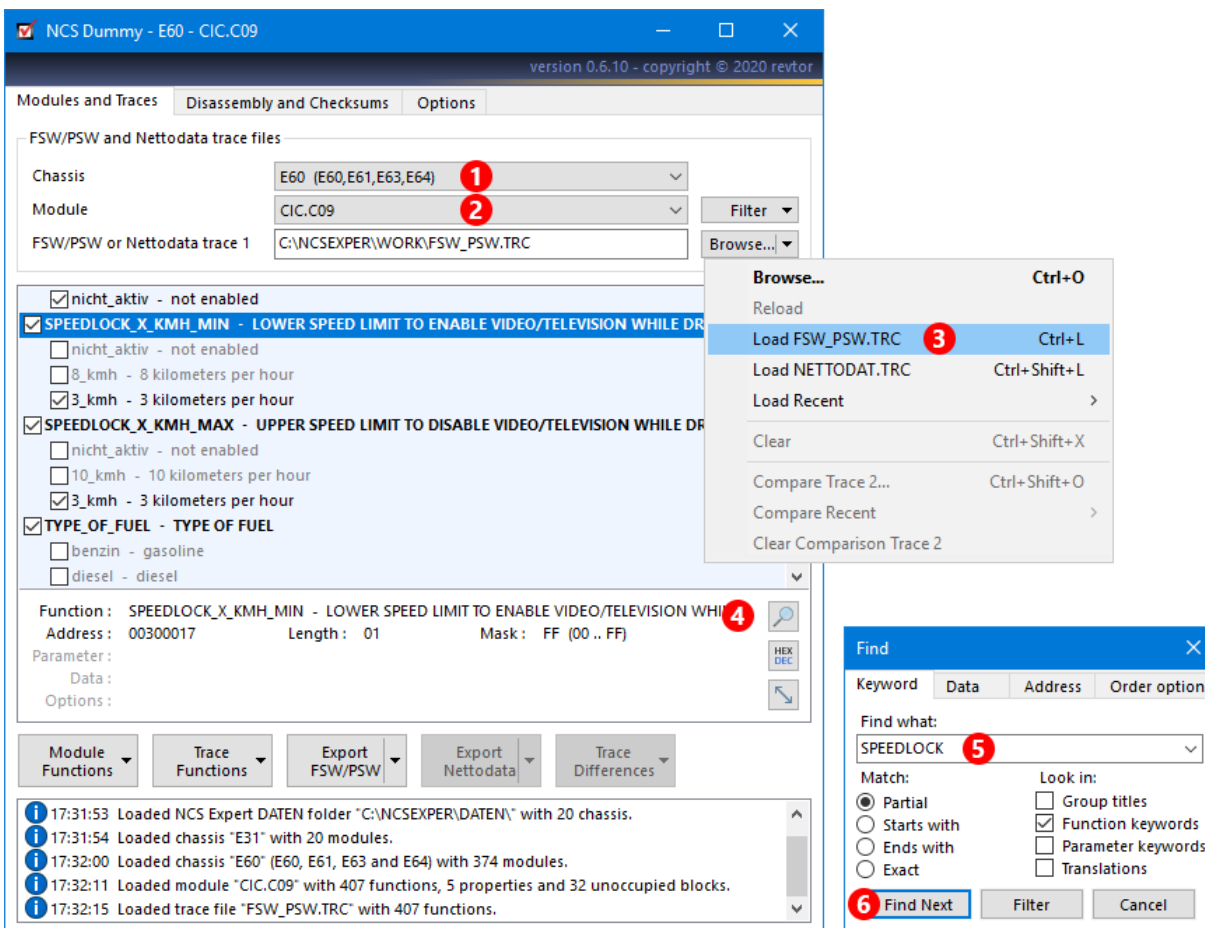 NCS Dummy - E60 - CIC.C09
version 0.6.10 - copyright © 2020 revtor
Modules and Traces Disassembly and Checksums Options
FSW/PSW and Nettodata trace files
Chassis E60 (E60,E61,E63,E64) 1
Module CIC.C09 2 Filter
FSW/PSW or Nettodata trace 1 C:\NCSEXPER\WORK\FSW_PSW.TRC Browse...
Browse... Ctrl+O
Reload
Load FSW_PSW.TRC 3 Ctrl+L
Load NETTODAT.TRC Ctrl+Shift+L
Load Recent
Clear Ctrl+Shift+X
Compare Trace 2... Ctrl+Shift+O
Compare Recent
Clear Comparison Trace 2
nicht_aktiv - not enabled
SPEEDLOCK_X_KMH_MIN - LOWER SPEED LIMIT TO ENABLE VIDEO/TELEVISION WHILE DR
nicht_aktiv - not enabled
8_kmh - 8 kilometers per hour
3_kmh - 3 kilometers per hour
SPEEDLOCK_X_KMH_MAX - UPPER SPEED LIMIT TO DISABLE VIDEO/TELEVISION WHILE DR
nicht_aktiv - not enabled
10_kmh - 10 kilometers per hour
3_kmh - 3 kilometers per hour
TYPE_OF_FUEL - TYPE OF FUEL
benzin - gasoline
diesel - diesel
Function : SPEEDLOCK_X_KMH_MIN - LOWER SPEED LIMIT TO ENABLE VIDEO/TELEVISION WHI 4
Address : 00300017 Length : 01 Mask : FF (00 .. FF)
Parameter :
Data :
Options :
HEX
DEC
Module Functions
Trace Functions
Export FSW/PSW
Export Nettodata
Trace Differences
17:31:53 Loaded NCS Expert DATEN folder "C:\NCSEXPER\DATEN\" with 20 chassis.
17:31:54 Loaded chassis "E31" with 20 modules.
17:32:00 Loaded chassis "E60" (E60, E61, E63 and E64) with 374 modules.
17:32:11 Loaded module "CIC.C09" with 407 functions, 5 properties and 32 unoccupied blocks.
17:32:15 Loaded trace file "FSW_PSW.TRC" with 407 functions.
Find
Keyword Data Address Order option
Find what:
SPEEDLOCK 5
Match: Look in:
Partial Group titles
Starts with Function keywords
Ends with Parameter keywords
Exact Translations
6 Find Next Filter Cancel